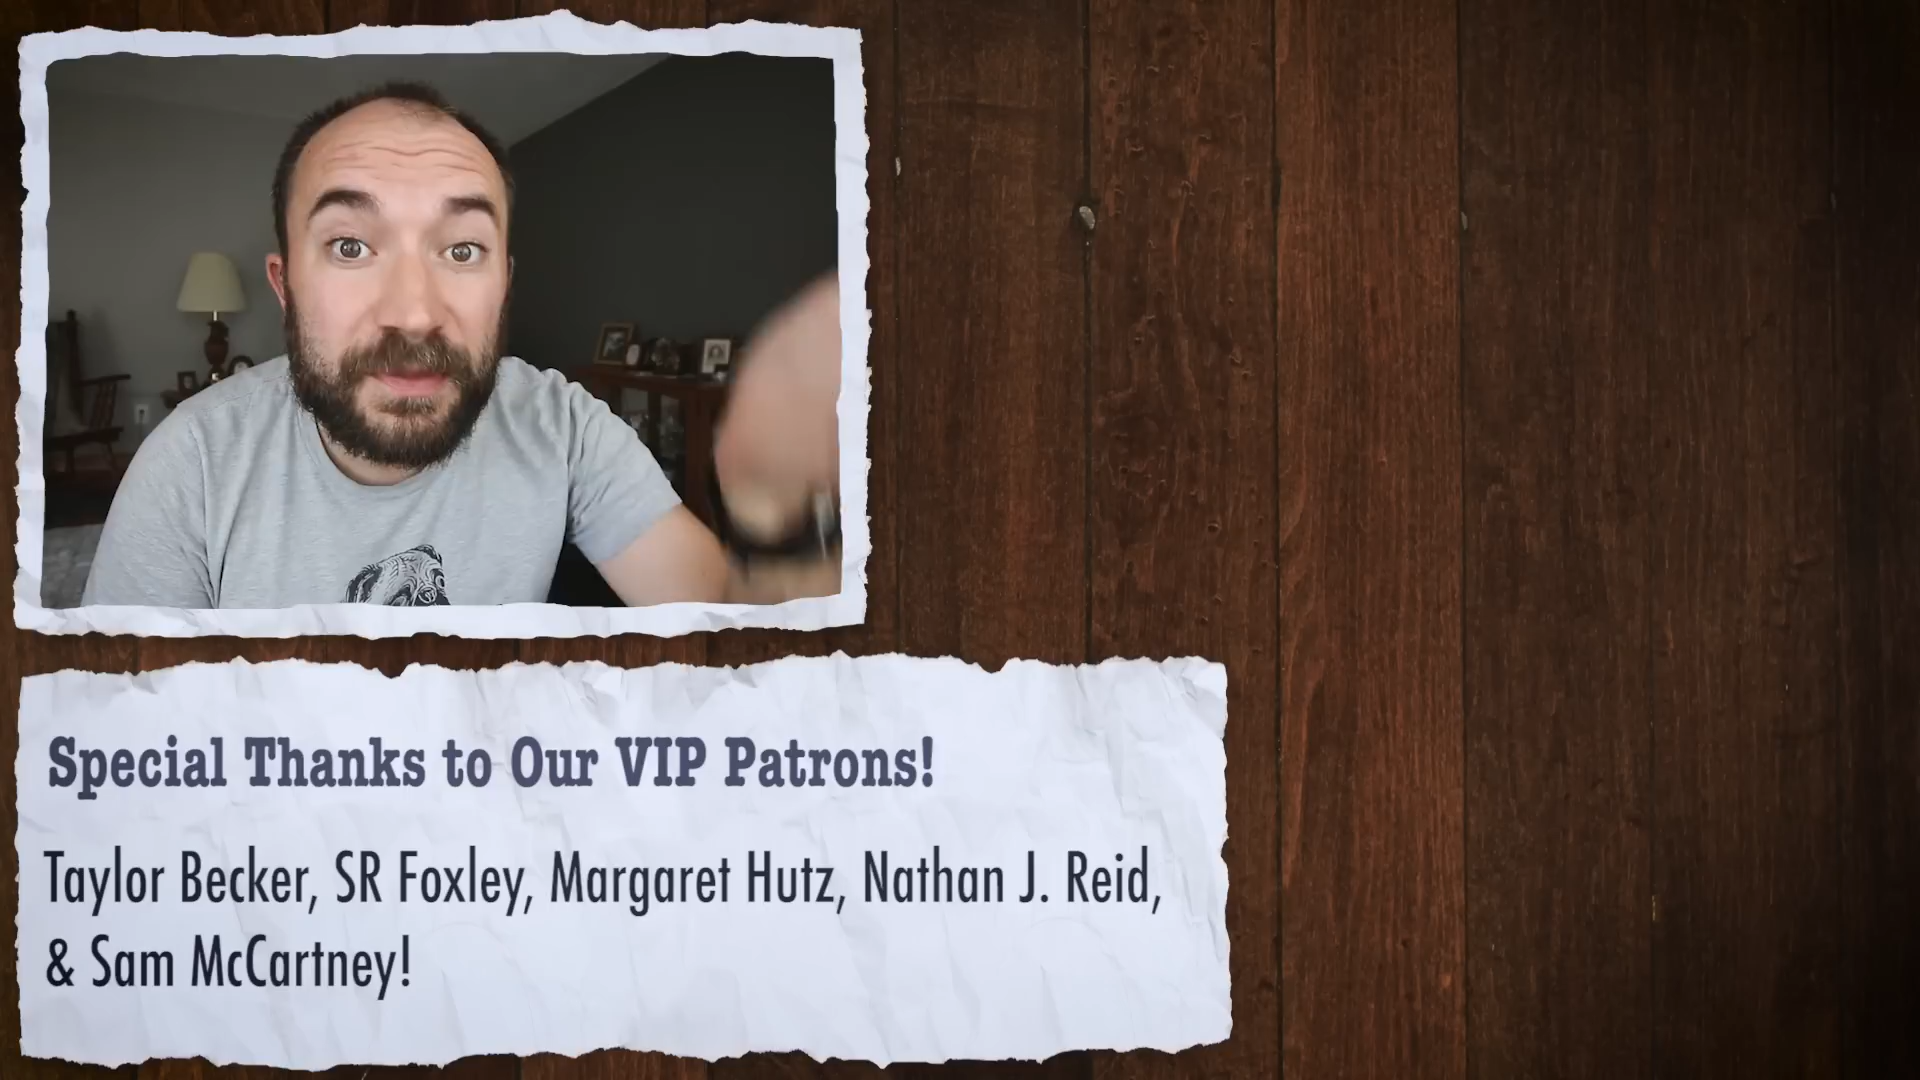 Special Thanks to Our VIP Patrons!
Taylor Becker, SR Foxley, Margaret Hutz, Nathan J. Reid,
& Sam McCartney!